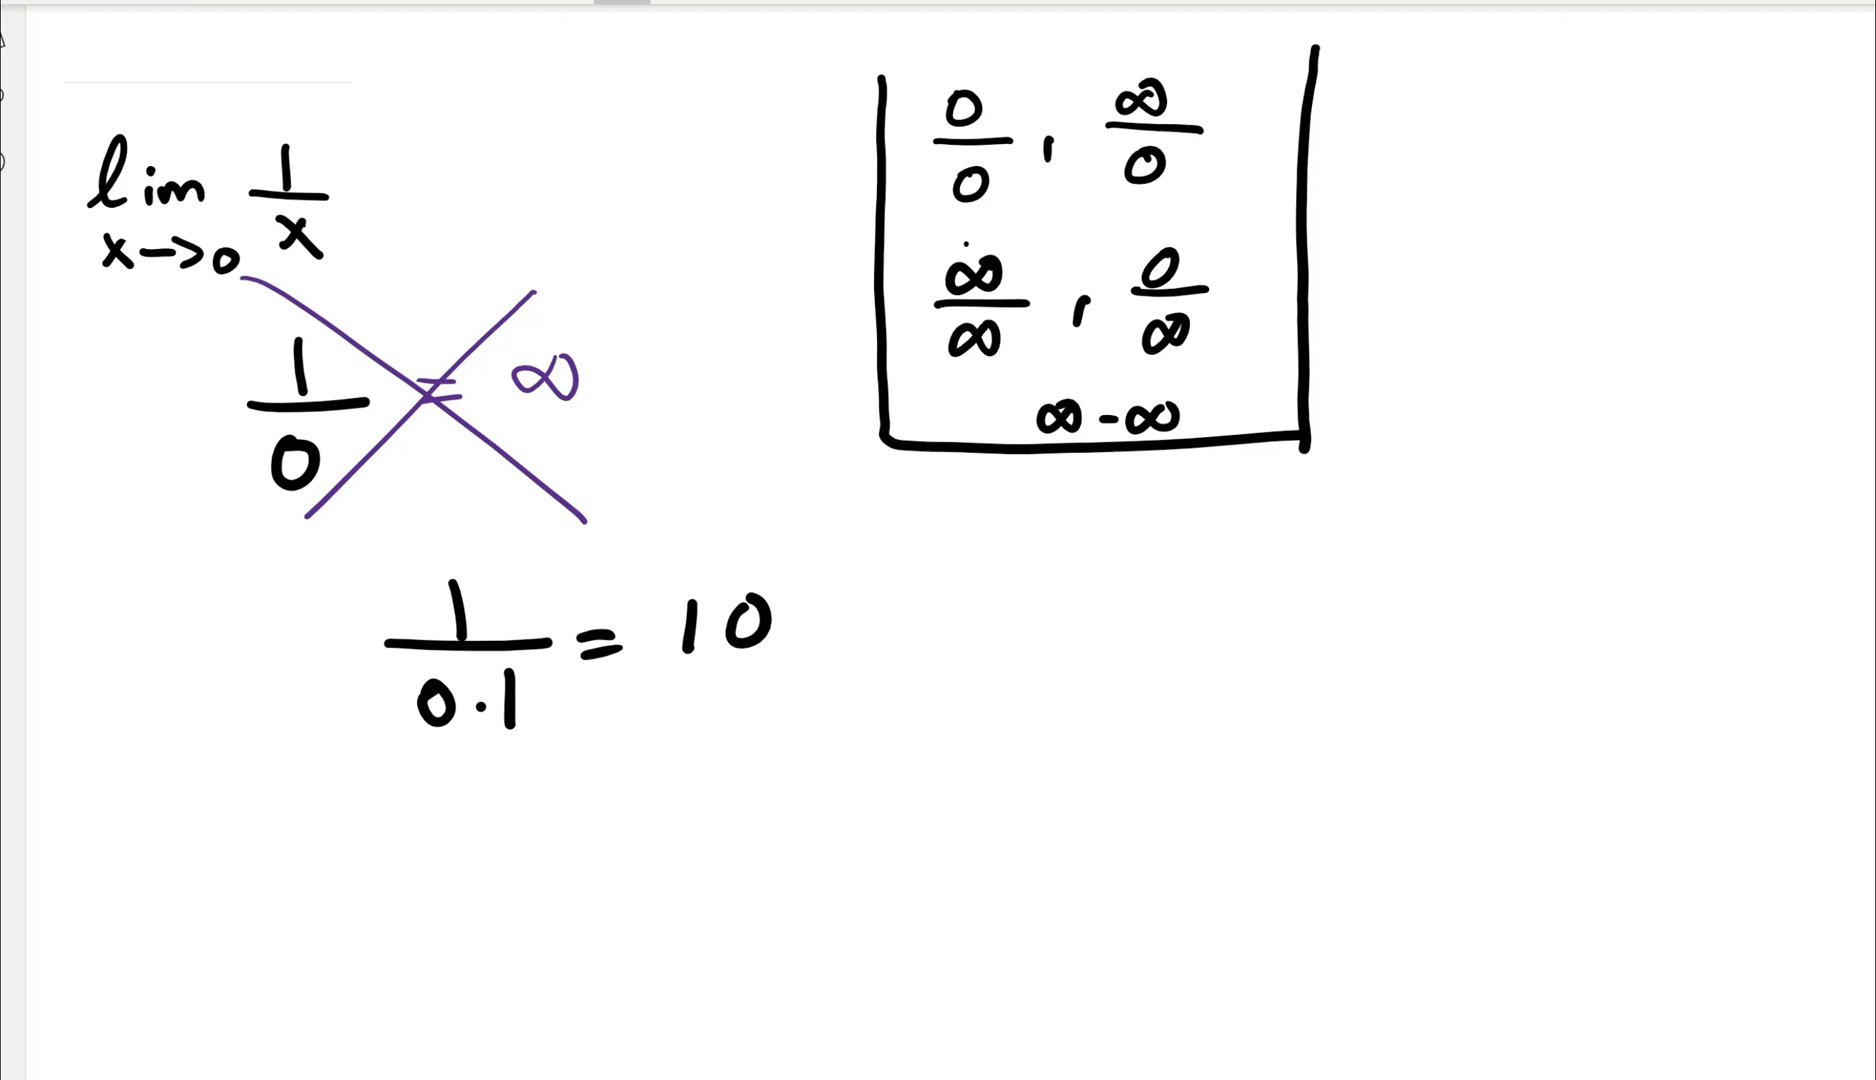 lim 1/x
x→0
1/0 = ∞
1/0.1 = 10
0/0 , ∞/0
∞/∞ , 0/∞
∞-∞